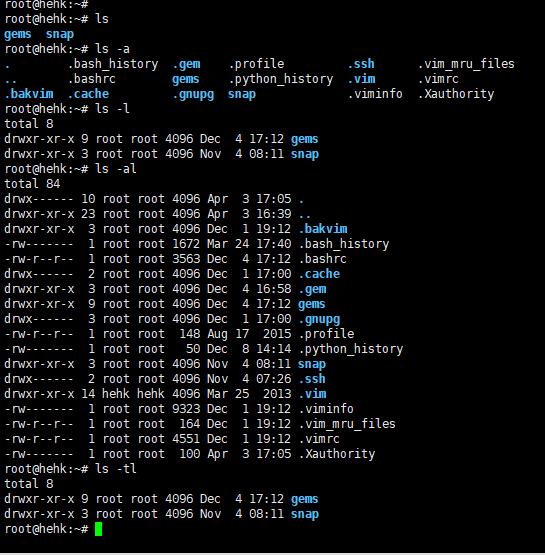 root@hehk:~#
root@hehk:~# ls
gems  snap
root@hehk:~# ls -a
.        .bash_history  .gem    .profile         .ssh      .vim_mru_files
..       .bashrc        gems    .python_history  .vim      .vimrc
.bakvim  .cache         .gnupg  snap             .viminfo  .Xauthority
root@hehk:~# ls -l
total 8
drwxr-xr-x 9 root root 4096 Dec  4 17:12 gems
drwxr-xr-x 3 root root 4096 Nov  4 08:11 snap
root@hehk:~# ls -al
total 84
drwx------ 10 root root 4096 Apr  3 17:05 .
drwxr-xr-x 23 root root 4096 Apr  3 16:39 ..
drwxr-xr-x  3 root root 4096 Dec  1 19:12 .bakvim
-rw-------  1 root root 1672 Mar 24 17:40 .bash_history
-rw-r--r--  1 root root 3563 Dec  4 17:12 .bashrc
drwx------  2 root root 4096 Dec  1 17:00 .cache
drwxr-xr-x  3 root root 4096 Dec  4 16:58 .gem
drwxr-xr-x  9 root root 4096 Dec  4 17:12 gems
drwx------  3 root root 4096 Dec  1 17:00 .gnupg
-rw-r--r--  1 root root  148 Aug 17  2015 .profile
-rw-------  1 root root   50 Dec  8 14:14 .python_history
drwxr-xr-x  3 root root 4096 Nov  4 08:11 snap
drwx------  2 root root 4096 Nov  4 07:26 .ssh
drwxr-xr-x 14 hehk hehk 4096 Mar 25  2013 .vim
-rw-------  1 root root 9323 Dec  1 19:12 .viminfo
-rw-r--r--  1 root root  164 Dec  1 19:12 .vim_mru_files
-rw-r--r--  1 root root 4551 Dec  1 19:12 .vimrc
-rw-------  1 root root  100 Apr  3 17:05 .Xauthority
root@hehk:~# ls -tl
total 8
drwxr-xr-x 9 root root 4096 Dec  4 17:12 gems
drwxr-xr-x 3 root root 4096 Nov  4 08:11 snap
root@hehk:~#